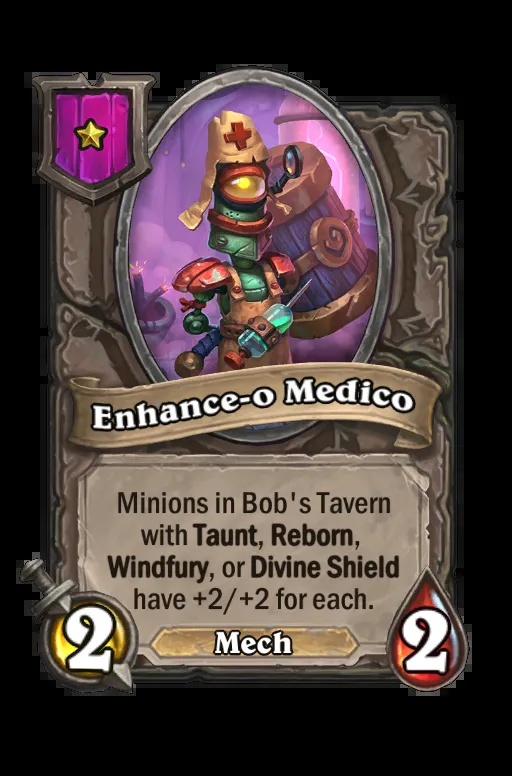 Enhance-o Medico
Minions in Bob's Tavern
with Taunt, Reborn,
Windfury, or Divine Shield
have +2/+2 for each.
2
Mech
2